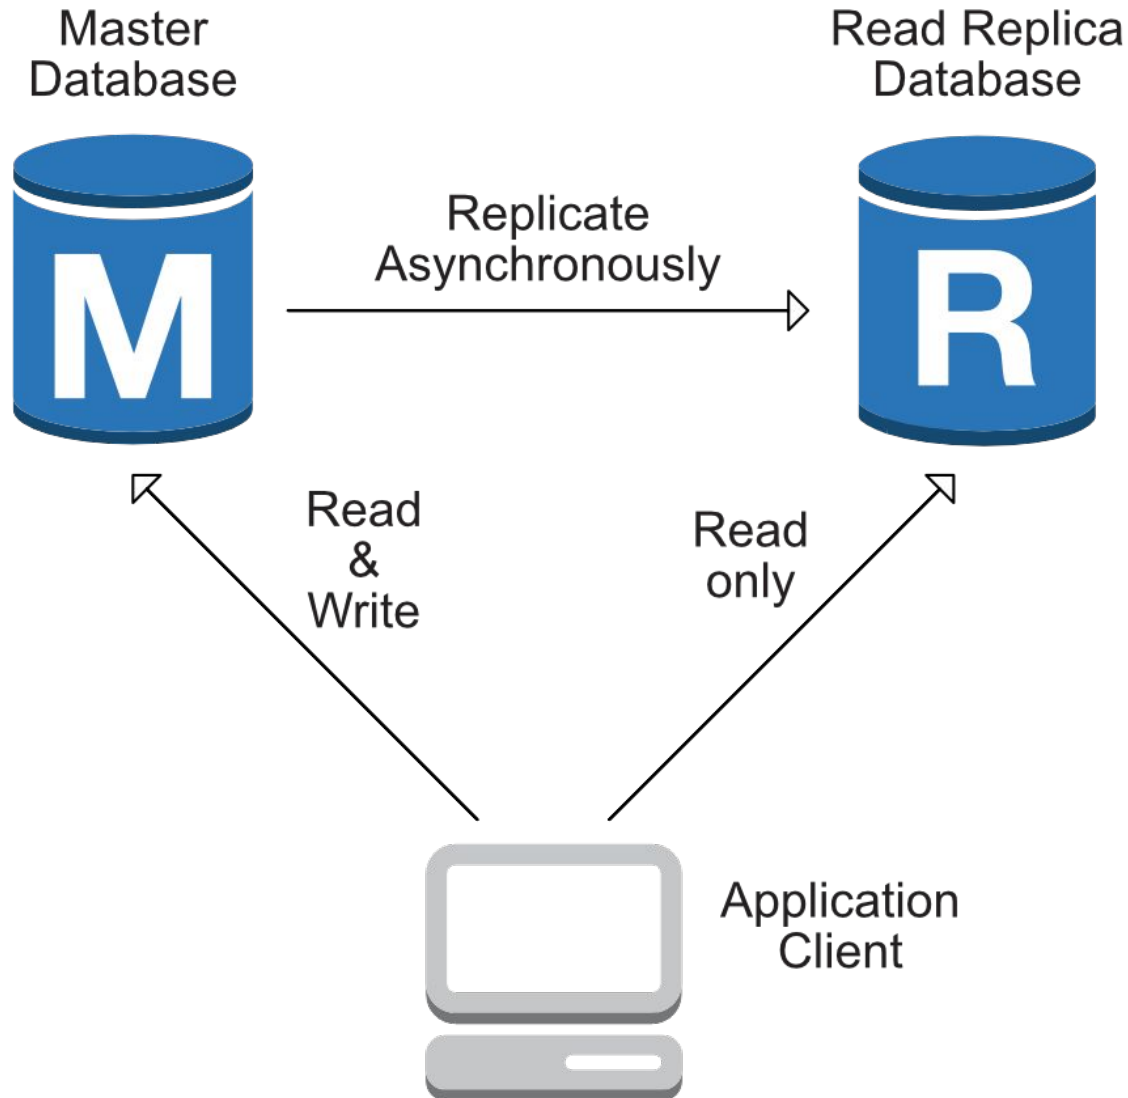 Master
Database
Read Replica
Database
Replicate
Asynchronously
M
R
Read
&
Write
Read
only
Application
Client